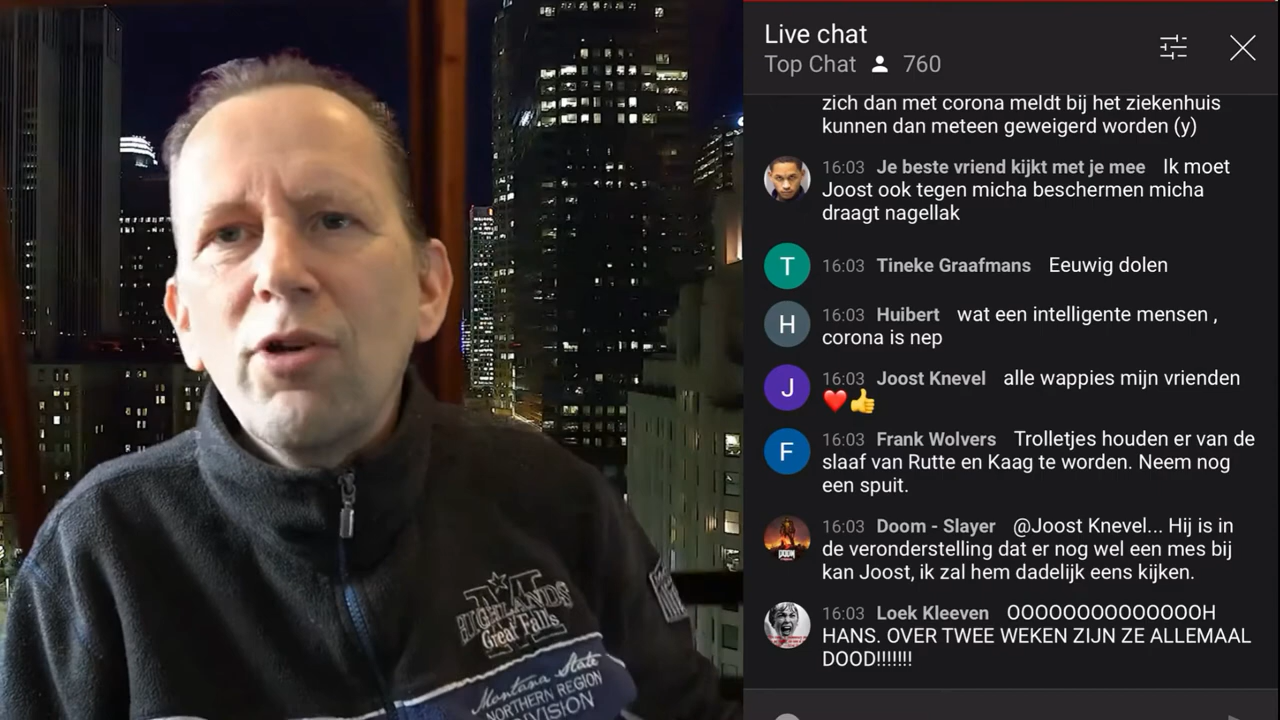 Live chat
Top Chat 760
zich dan met corona meldt bij het ziekenhuis
kunnen dan meteen geweigerd worden (y)
16:03 Je beste vriend kijkt met je mee Ik moet
Joost ook tegen micha beschermen micha
draagt nagellak
T 16:03 Tineke Graafmans Eeuwig dolen
H 16:03 Huibert wat een intelligente mensen ,
corona is nep
J 16:03 Joost Knevel alle wappies mijn vrienden
❤️👍
F 16:03 Frank Wolvers Trolletjes houden er van de
slaaf van Rutte en Kaag te worden. Neem nog
een spuit.
16:03 Doom - Slayer @Joost Knevel... Hij is in
de veronderstelling dat er nog wel een mes bij
kan Joost, ik zal hem dadelijk eens kijken.
DOOM
16:03 Loek Kleeven OOOOOOOOOOOOOOH
HANS. OVER TWEE WEKEN ZIJN ZE ALLEMAAL
DOOD!!!!!!!
HIGHLANDS
Great Falls
Montana State
NORTHERN REGION
DIVISION